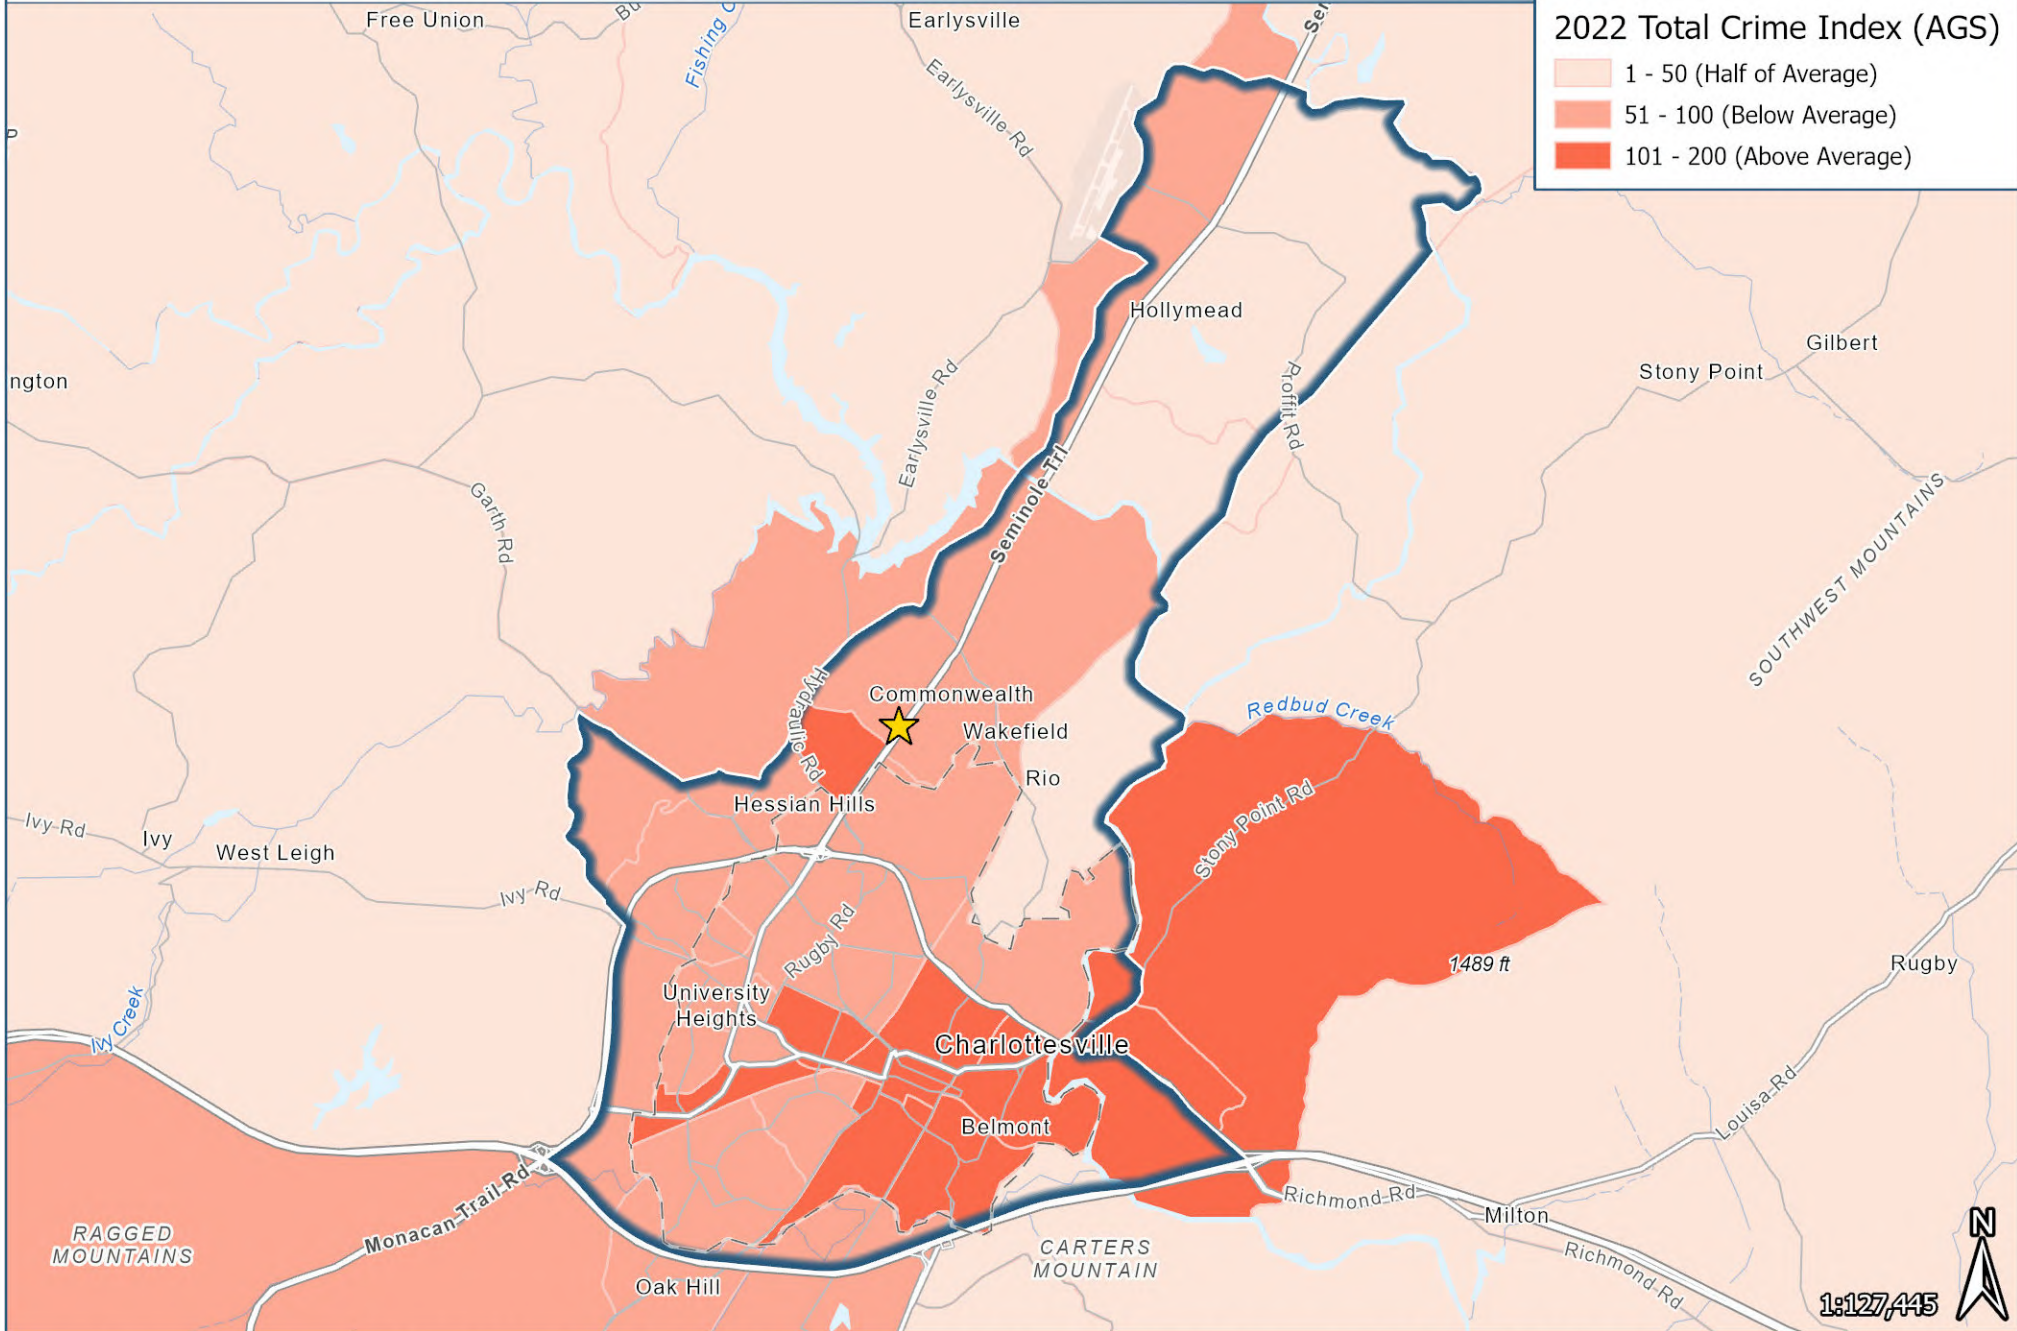 2022 Total Crime Index (AGS)
1 - 50 (Half of Average)
51 - 100 (Below Average)
101 - 200 (Above Average)
Free Union
Bu
Fishing C
Earlysville
Ser
Earlysville Rd
P
Hollymead
Gilbert
Stony Point
ngton
Proffit Rd
Earlysville Rd
Garth Rd
Seminole Trl
SOUTHWEST MOUNTAINS
Commonwealth
Hydraulic Rd
Redbud Creek
Wakefield
Rio
Hessian Hills
Stony Point Rd
Ivy Rd
Ivy
West Leigh
Ivy Rd
Rugby Rd
1489 ft
Rugby
University
Heights
Ivy Creek
Charlottesville
Belmont
Louisa Rd
Monacan Trail Rd
Richmond Rd
Milton
RAGGED
MOUNTAINS
CARTERS
MOUNTAIN
Richmond Rd
Oak Hill
N
1:127,445